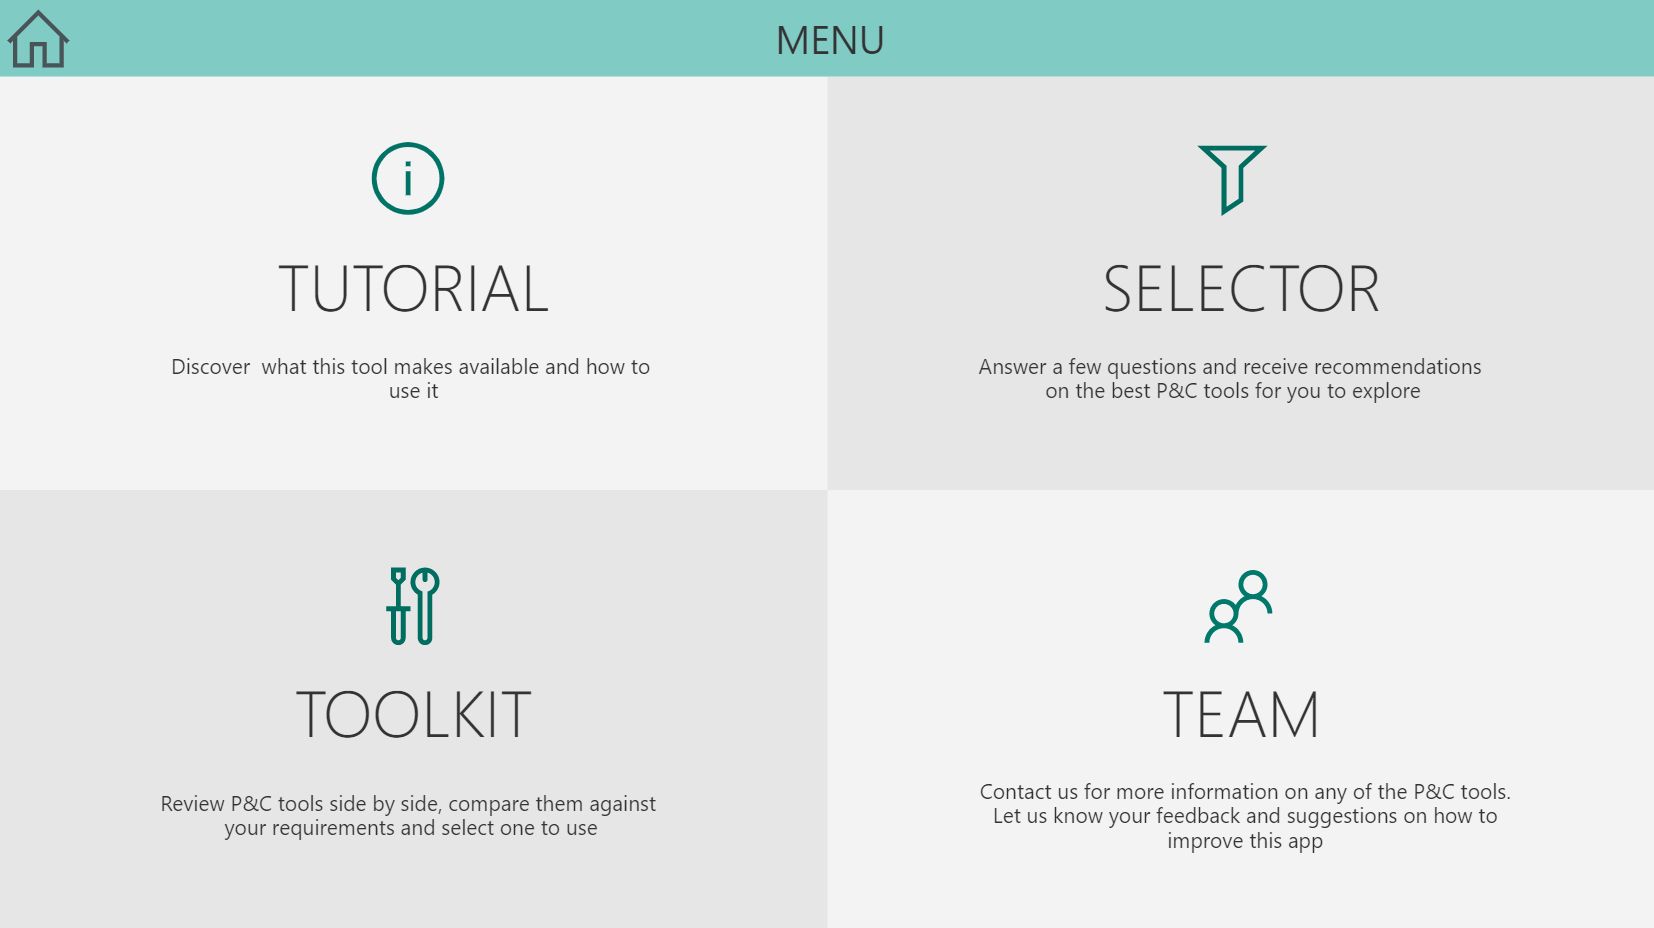 MENU
TUTORIAL
Discover  what this tool makes available and how to
use it
SELECTOR
Answer a few questions and receive recommendations
on the best P&C tools for you to explore
TOOLKIT
Review P&C tools side by side, compare them against
your requirements and select one to use
TEAM
Contact us for more information on any of the P&C tools.
Let us know your feedback and suggestions on how to
improve this app